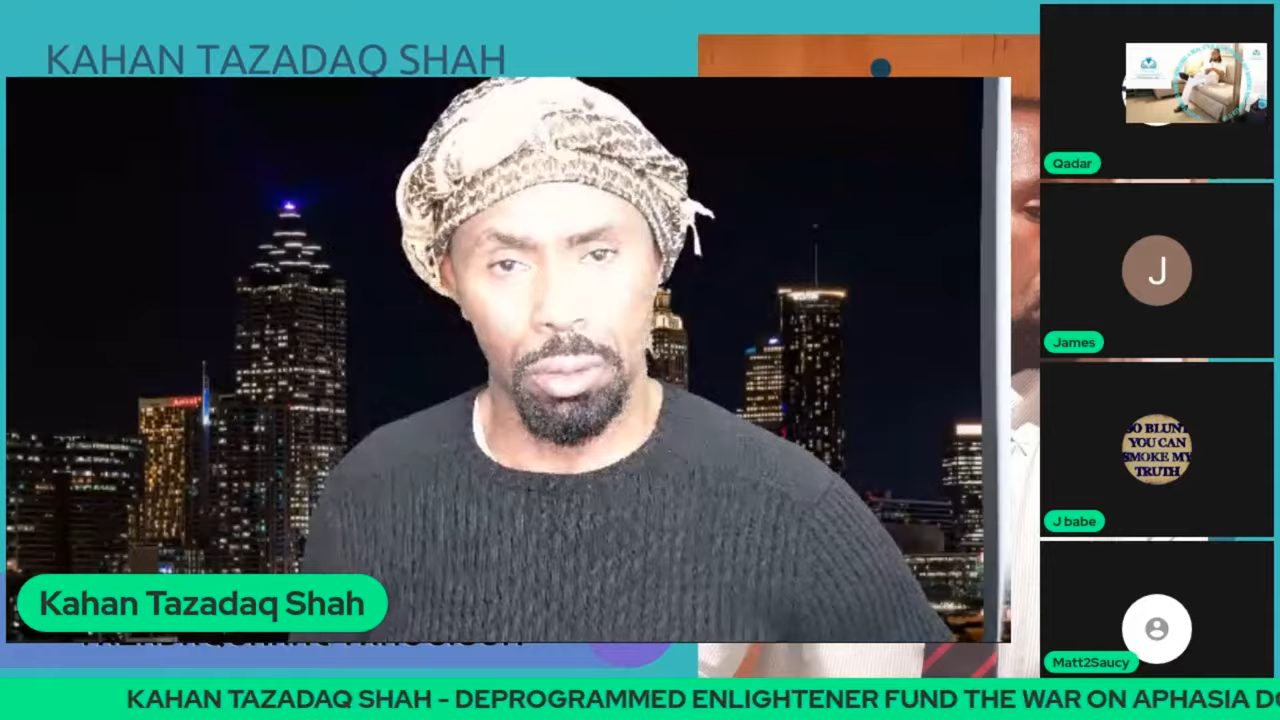 KAHAN TAZADAQ SHAH
Qadar
J
James
SO BLUNT
YOU CAN
SMOKE MY
TRUTH
J babe
Kahan Tazadaq Shah
Matt2Saucy
KAHAN TAZADAQ SHAH - DEPROGRAMMED ENLIGHTENER FUND THE WAR ON APHASIA